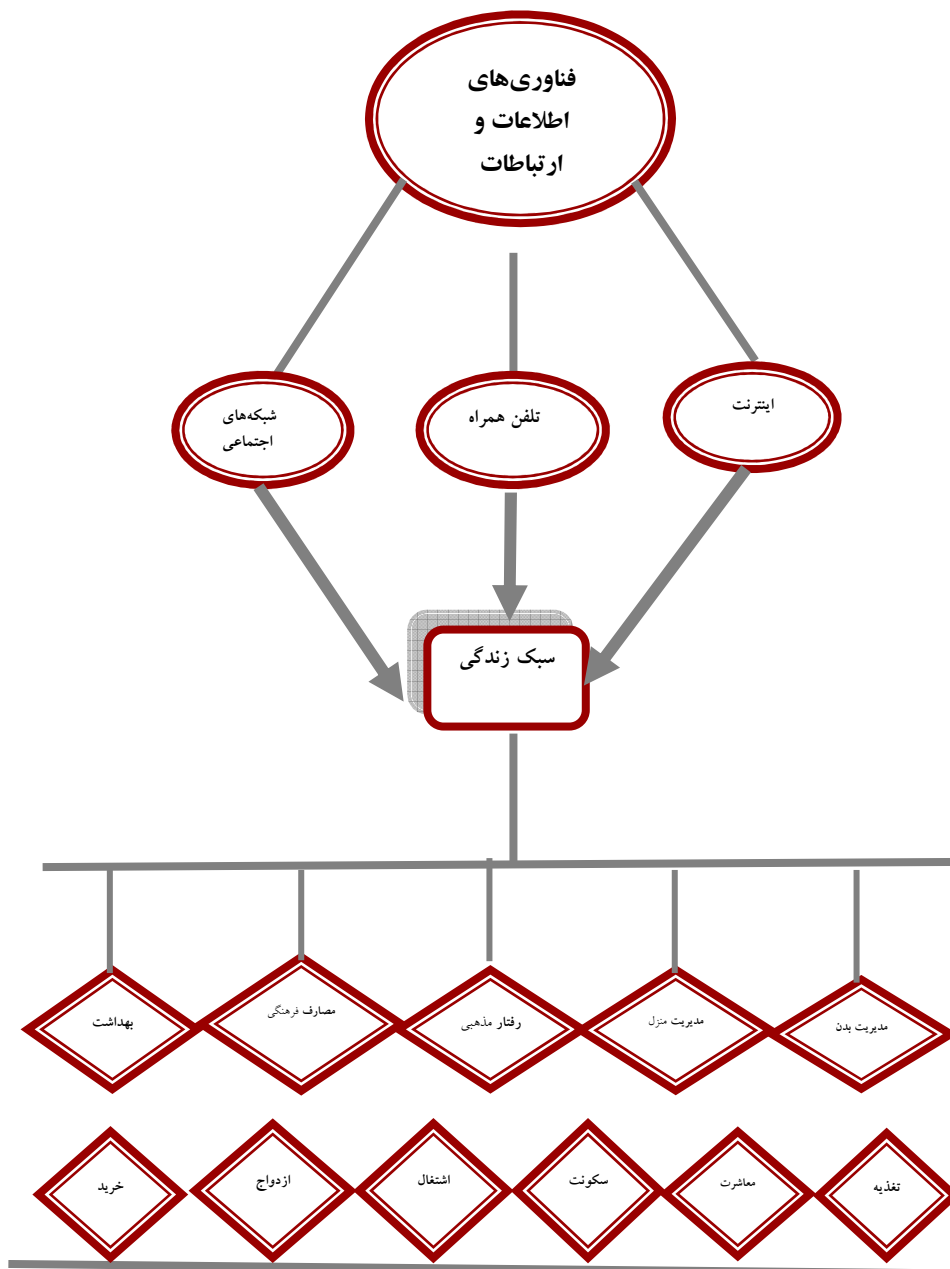 فناوری‌های
اطلاعات و
ارتباطات
اینترنت
تلفن همراه
شبکه‌های
اجتماعی
سبک زندگی
مدیریت بدن
مدیریت منزل
رفتار مذهبی
مصارف فرهنگی
بهداشت
تغذیه
معاشرت
سکونت
اشتغال
ازدواج
خرید